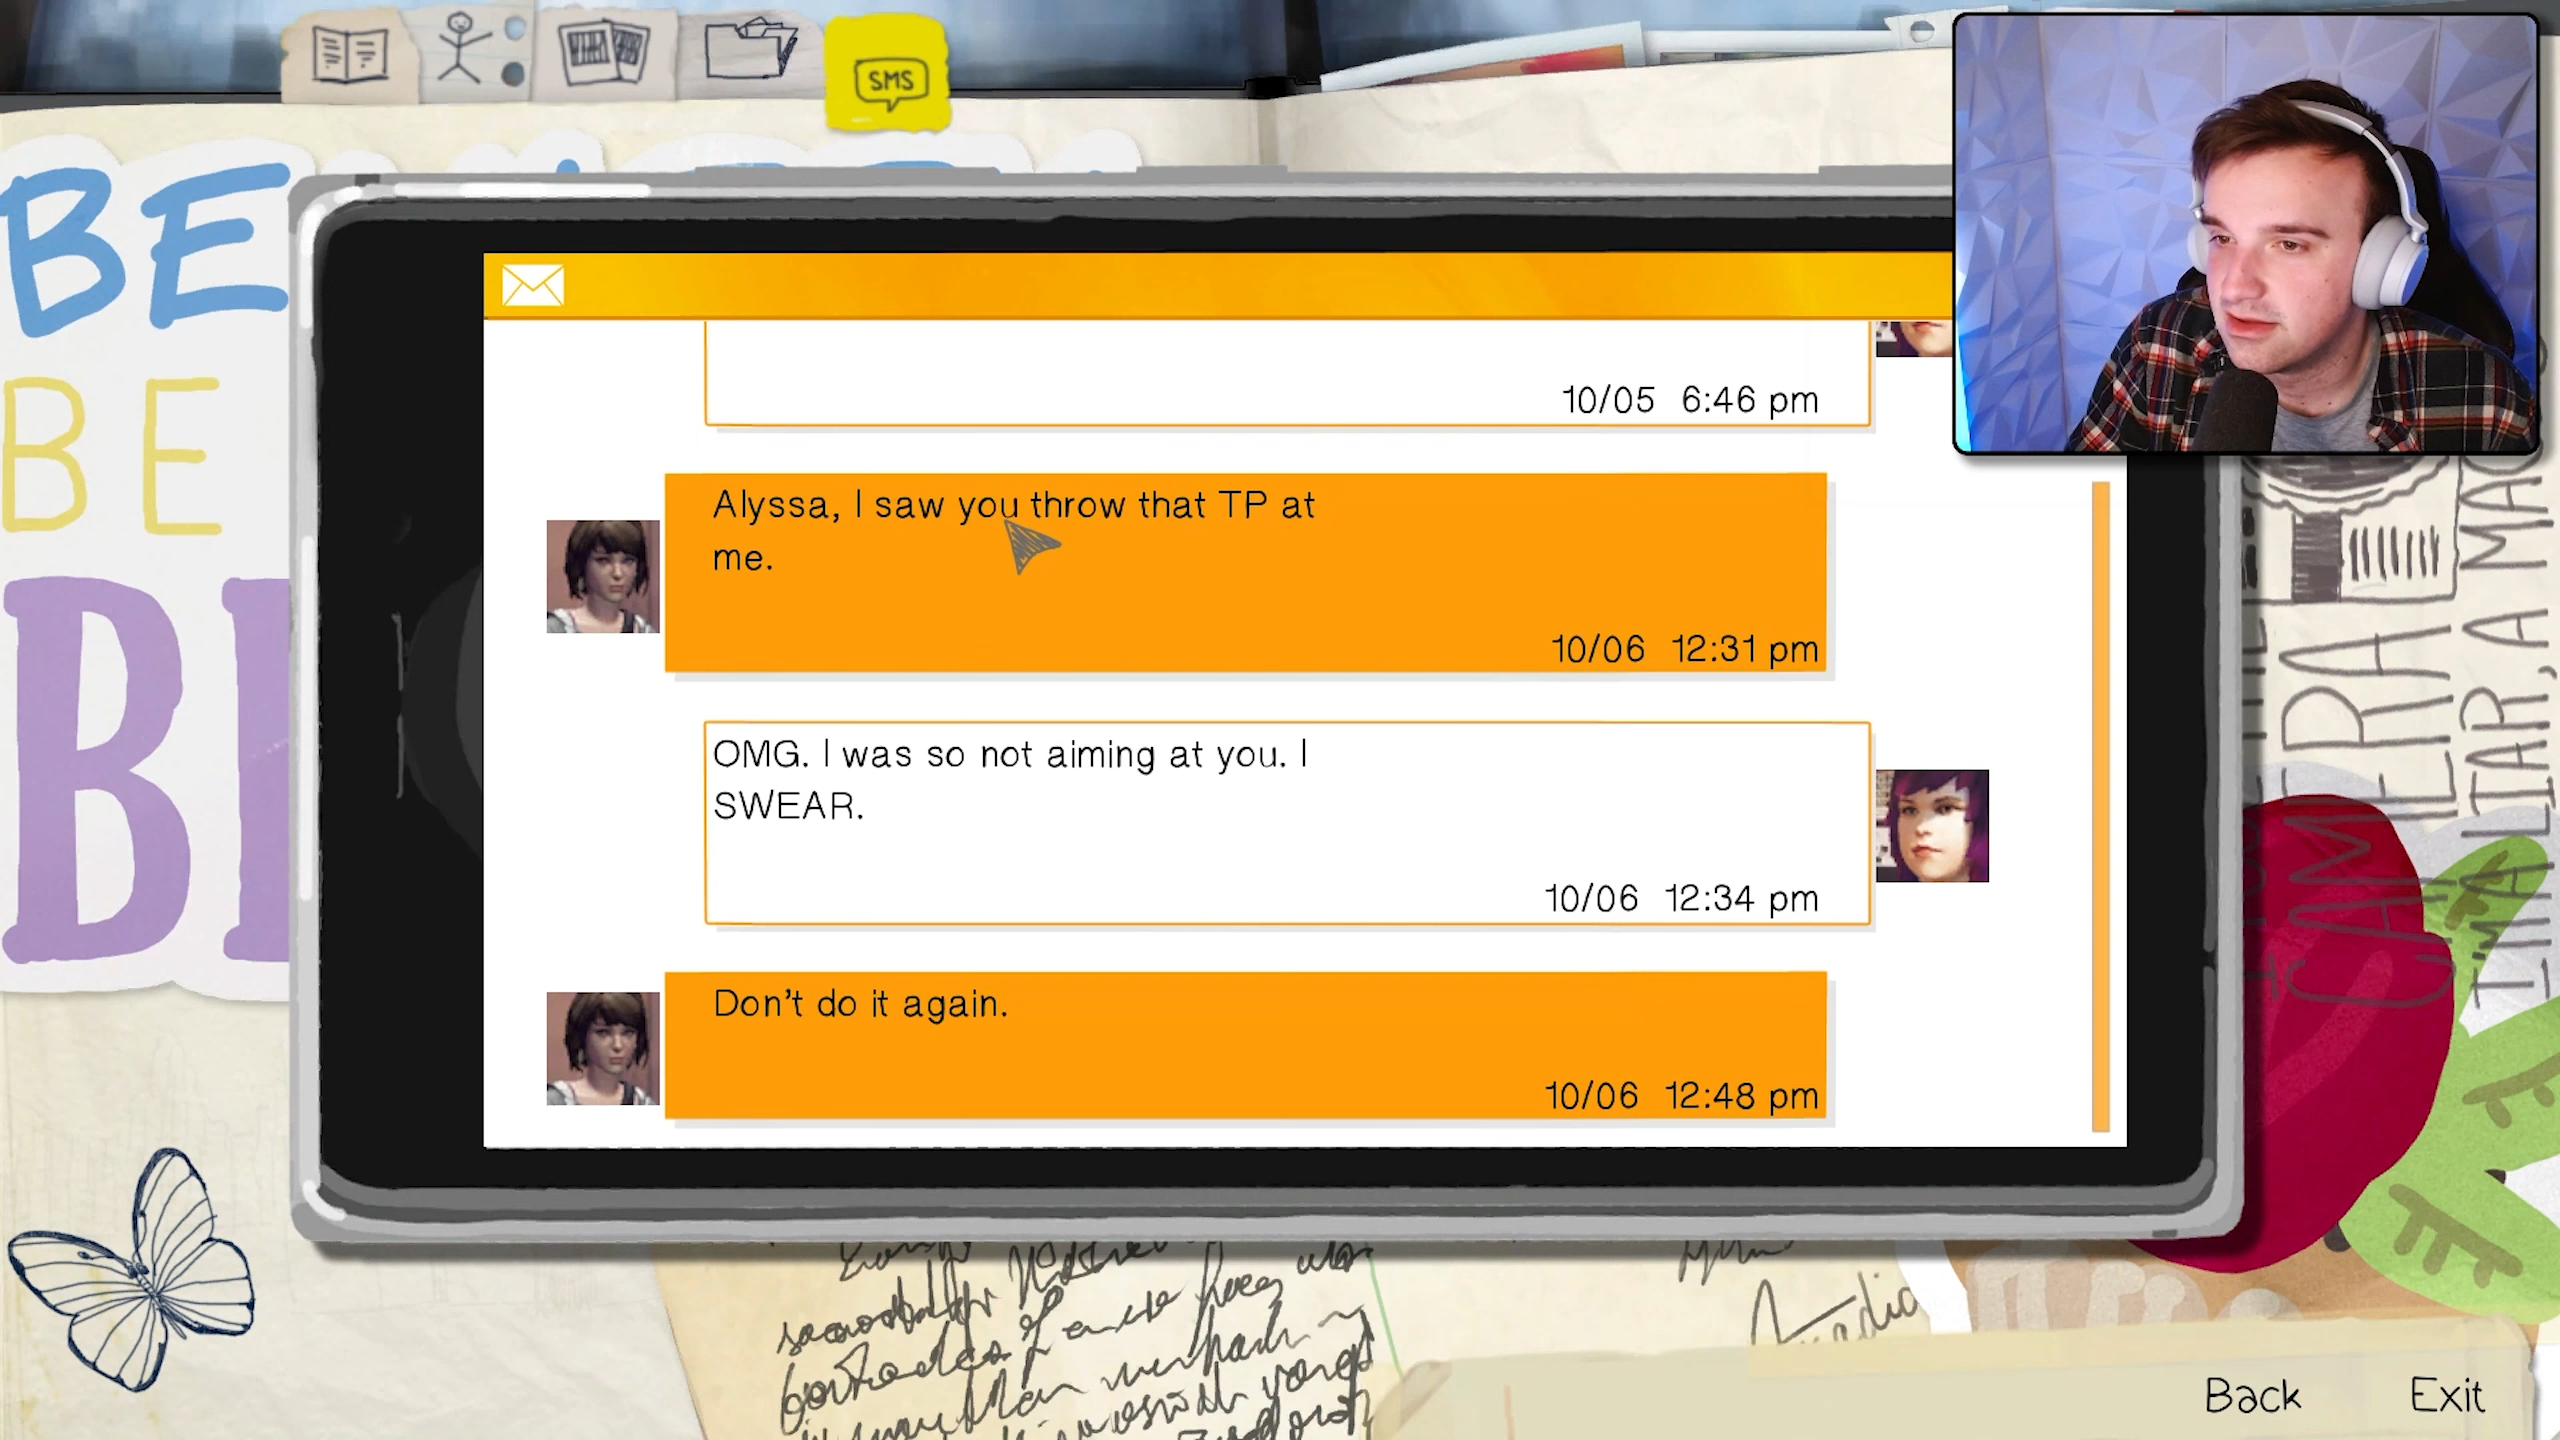 SMS
BE
BE
10/05 6:46 pm
Alyssa, I saw you throw that TP at
me.
10/06 12:31 pm
OMG. I was so not aiming at you. I
SWEAR.
10/06 12:34 pm
Don't do it again.
10/06 12:48 pm
CAMERA
I'M A LIAR, A
Back
Exit